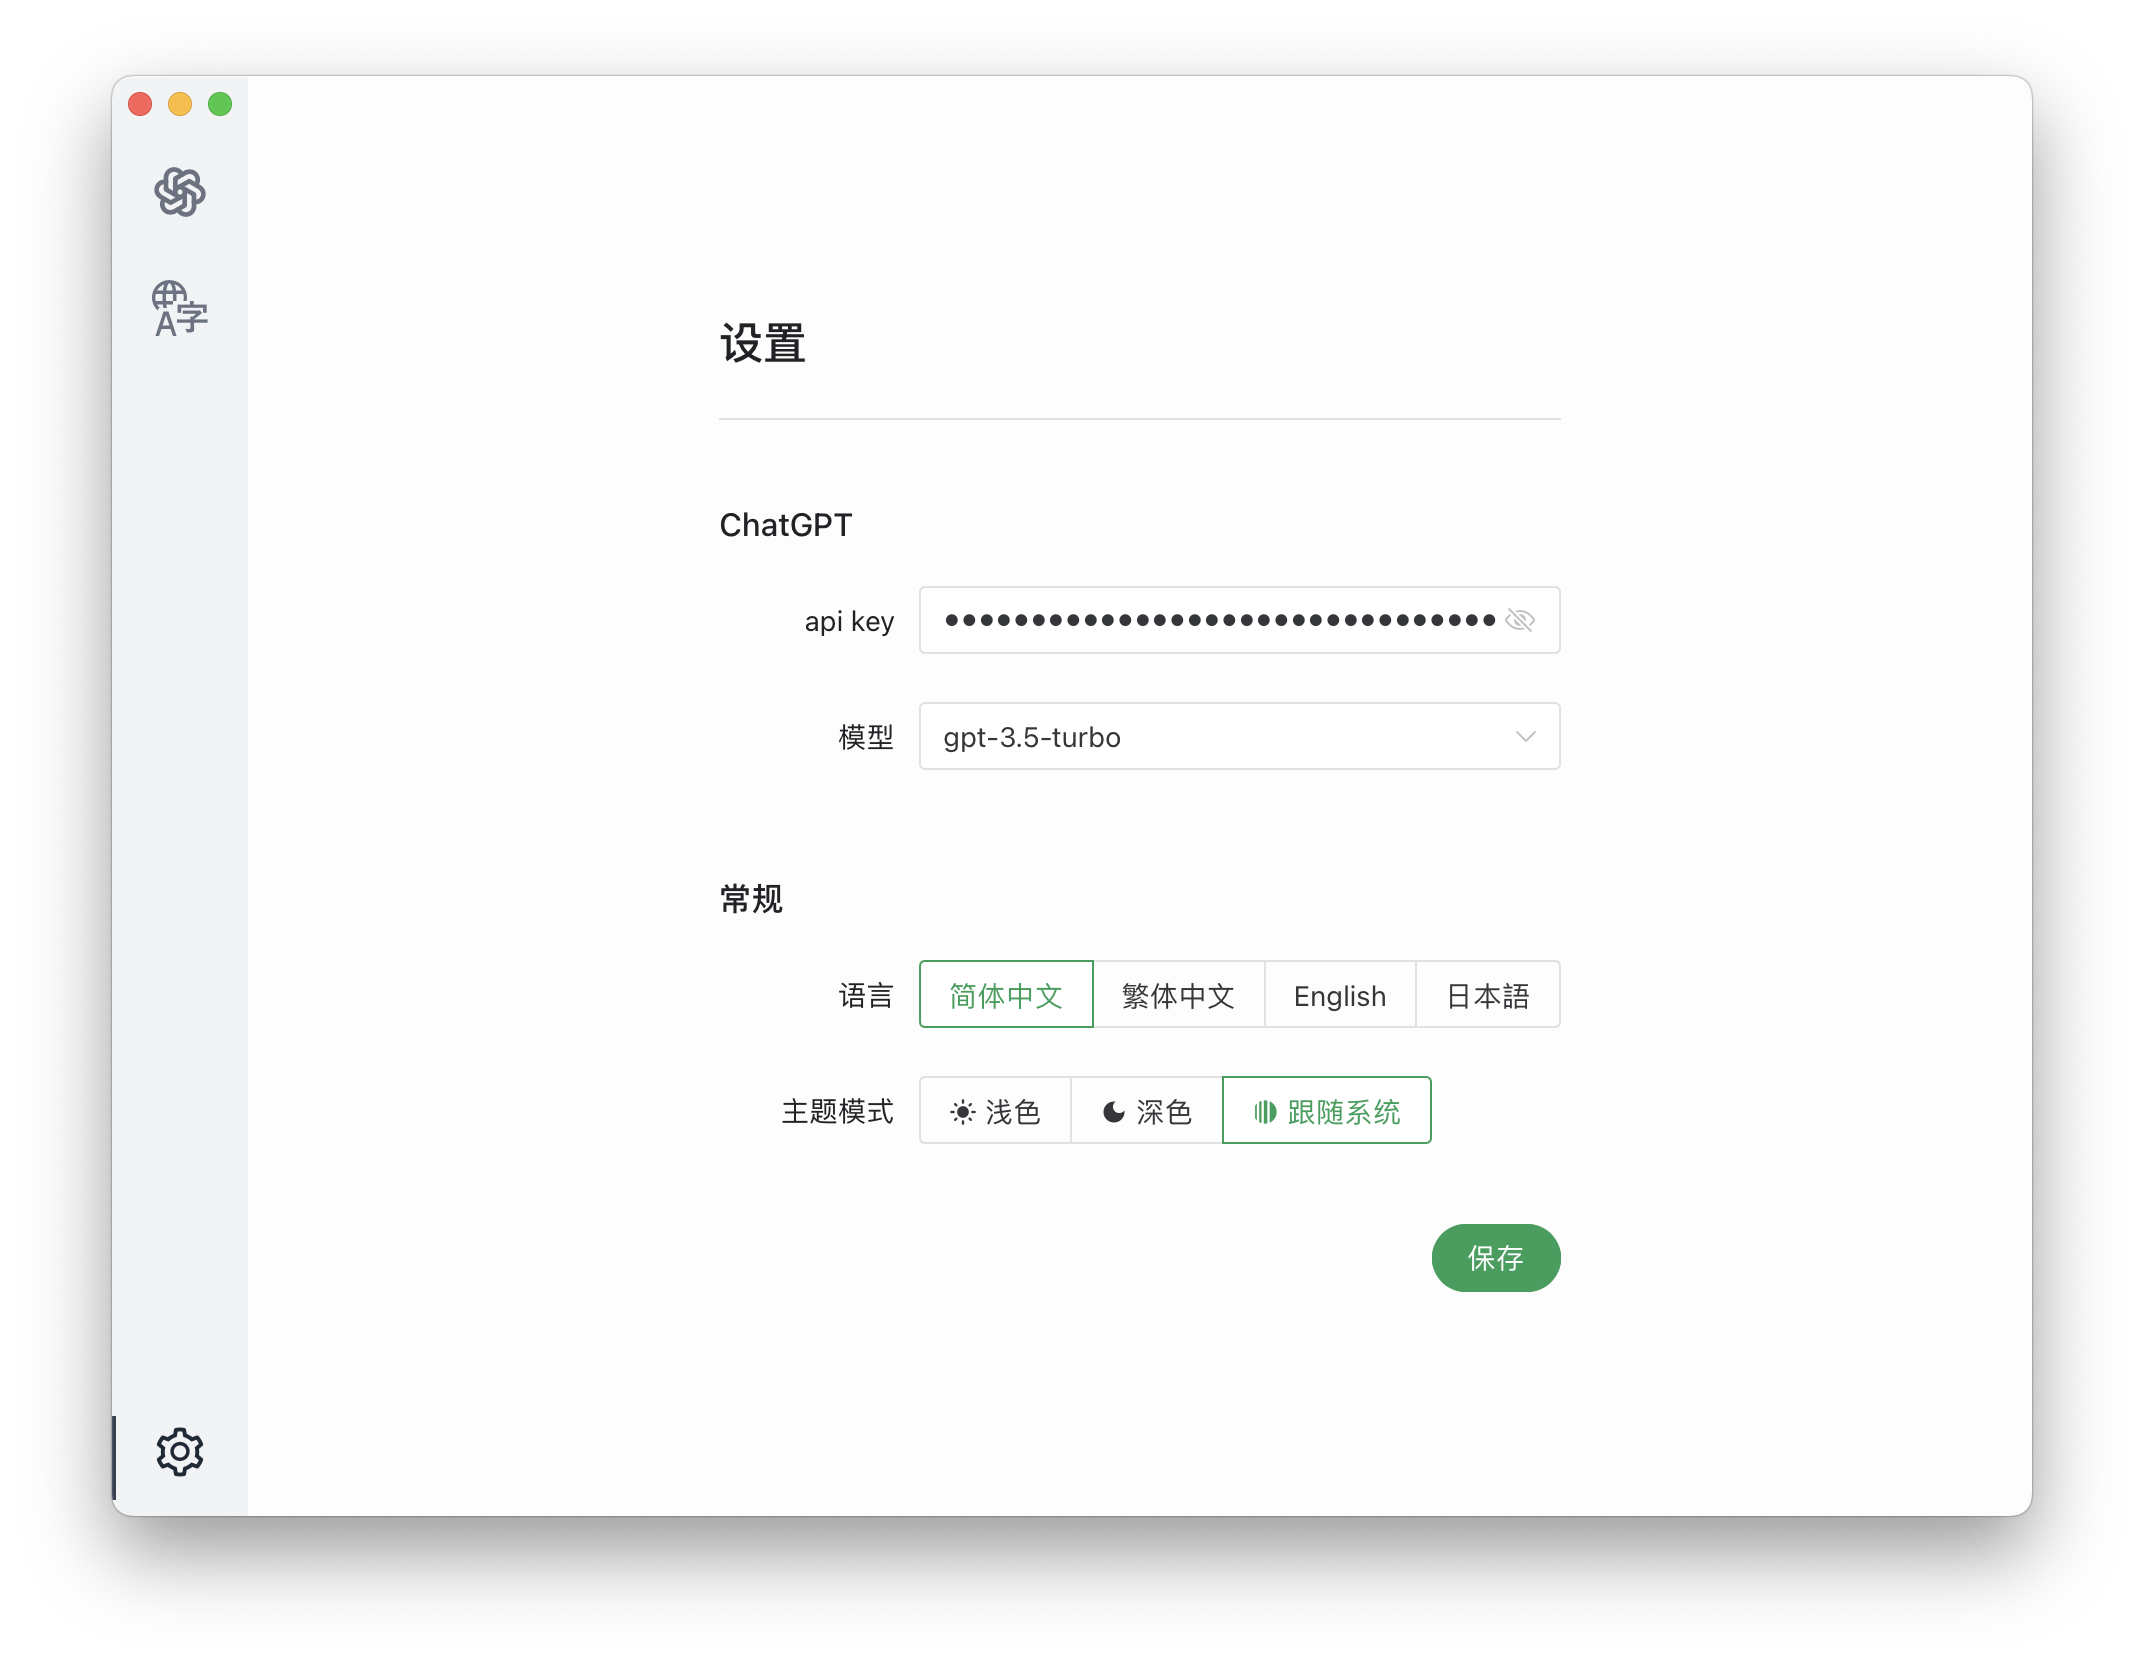 A字
设置
ChatGPT
api key
模型 gpt-3.5-turbo
常规
语言 简体中文 繁体中文 English 日本語
主题模式 浅色 深色 跟随系统
保存